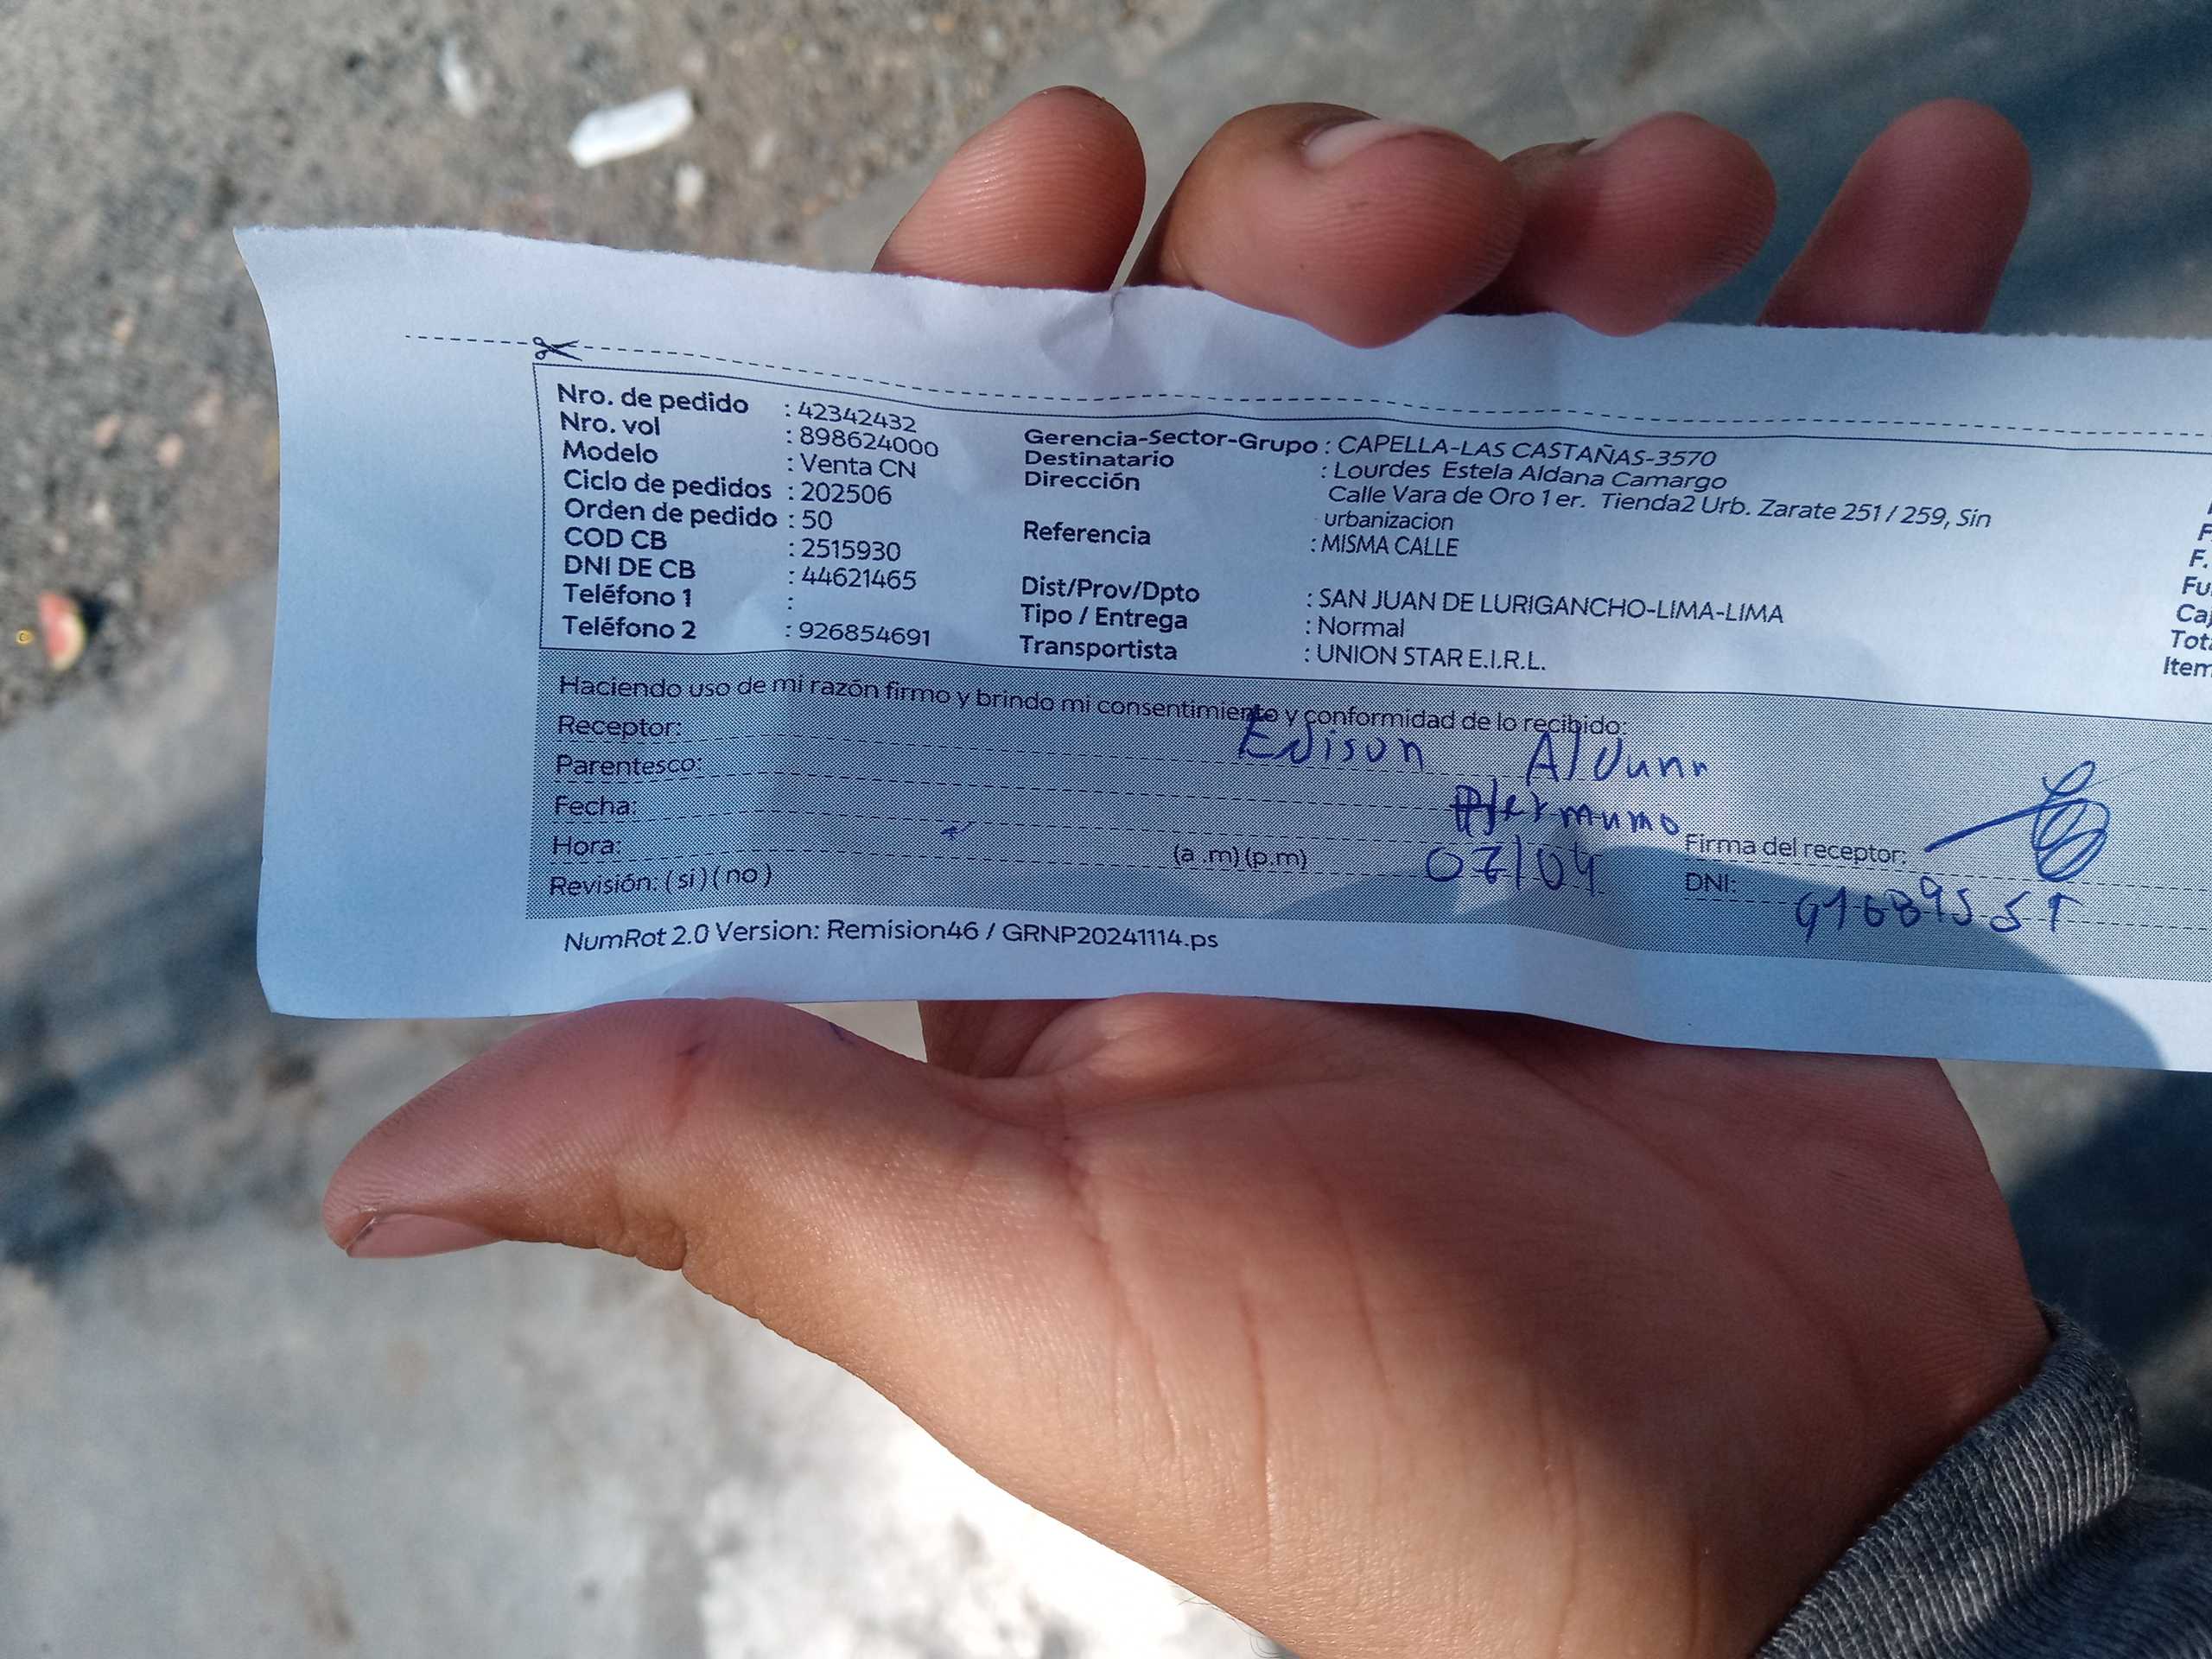 Nro. de pedido : 42342432
Nro. vol : 898624000
Modelo : Venta CN
Ciclo de pedidos : 202506
Orden de pedido : 50
COD CB : 2515930
DNI DE CB : 44621465
Teléfono 1 :
Teléfono 2 : 926854691
Gerencia-Sector-Grupo : CAPELLA-LAS CASTAÑAS-3570
Destinatario : Lourdes Estela Aldana Camargo
Dirección Calle Vara de Oro 1 er. Tienda2 Urb. Zarate 251 / 259, Sin
urbanizacion
Referencia : MISMA CALLE
Dist/Prov/Dpto : SAN JUAN DE LURIGANCHO-LIMA-LIMA
Tipo / Entrega : Normal
Transportista : UNION STAR E.I.R.L.
F.
Haciendo uso de mi razón firmo y brindo mi consentimiento y conformidad de lo recibido:
Receptor: Edison
Parentesco: Hermano
Fecha: 07/04
Hora: (a .m) (p.m)
Revisión: ( si ) ( no )
Firma del receptor:
DNI:
NumRot 2.0 Version: Remision46 / GRNP20241114.ps